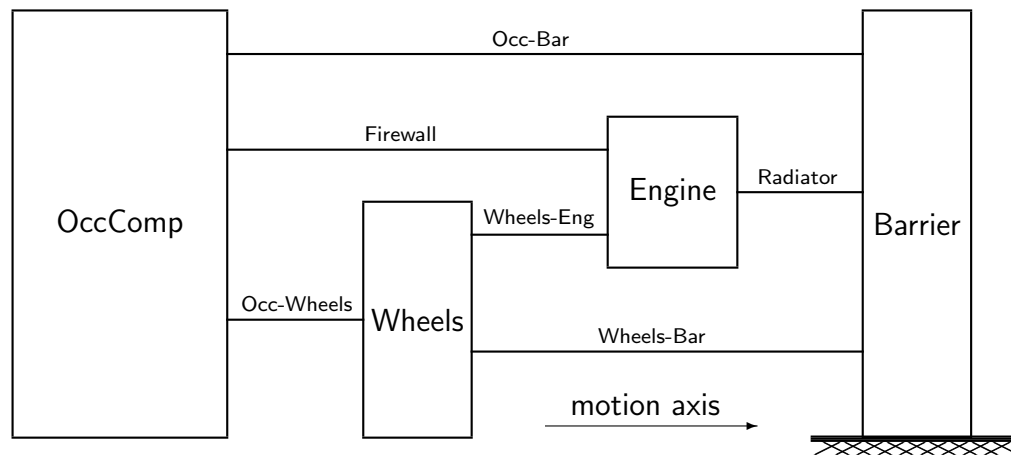 Occ-Bar
Firewall
Engine
Radiator
OccComp
Wheels-Eng
Barrier
Occ-Wheels
Wheels
Wheels-Bar
motion axis